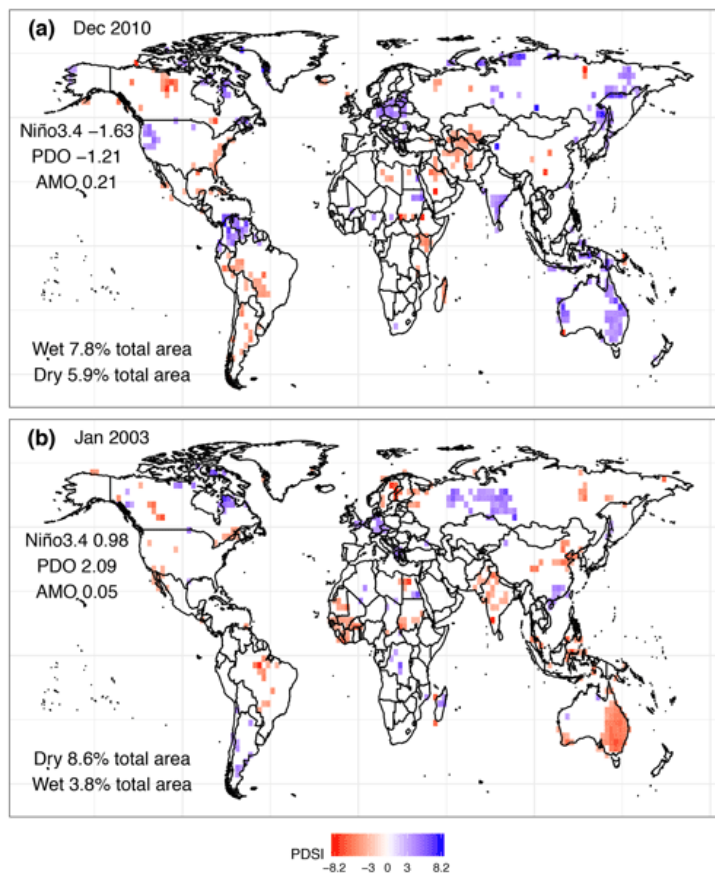 (a) Dec 2010
Niño3.4 −1.63
PDO −1.21
AMO 0.21
Wet 7.8% total area
Dry 5.9% total area
(b) Jan 2003
Niño3.4 0.98
PDO 2.09
AMO 0.05
Dry 8.6% total area
Wet 3.8% total area
PDSI
−8.2 −3 0 3 8.2